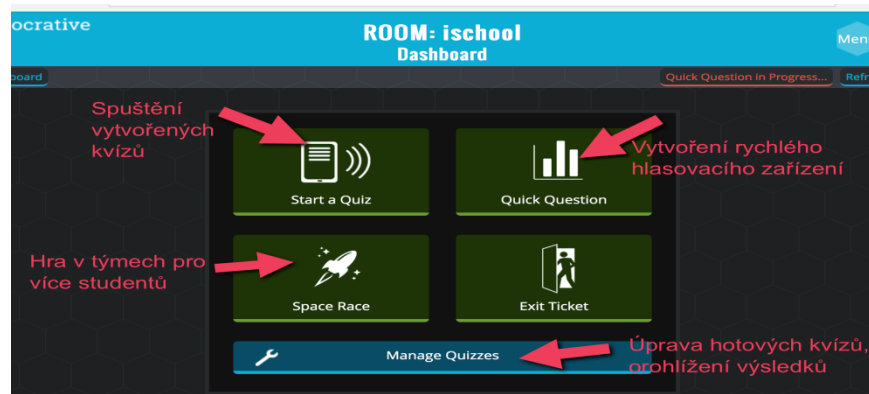 ocrative
ROOM: ischool
Dashboard
Men
board
Quick Question in Progress...
Refr
Spuštění
vytvořených
kvízů
Vytvoření rychlého
hlasovacího zařízení
Start a Quiz
Quick Question
Hra v týmech pro
více studentů
Space Race
Exit Ticket
Manage Quizzes
Úprava hotových kvízů,
orohlížení výsledků